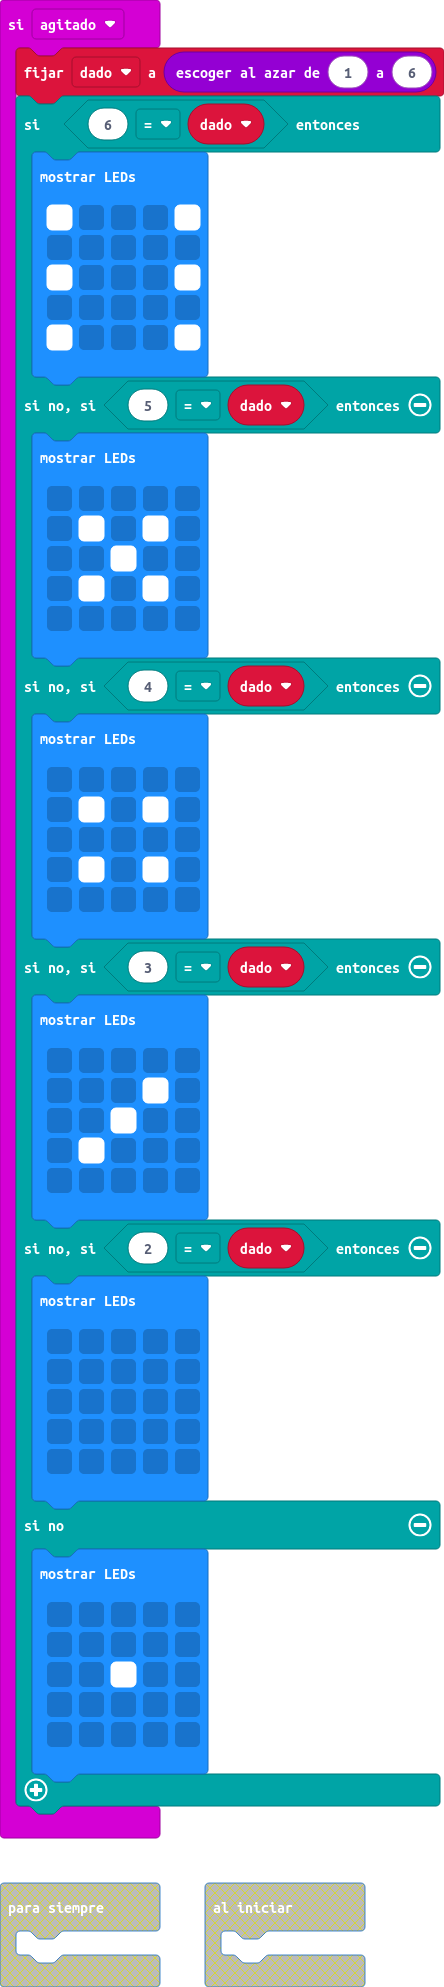 si agitado
fijar dado a escoger al azar de 1 a 6
si 6 = dado entonces
mostrar LEDs
si no, si 5 = dado entonces
mostrar LEDs
si no, si 4 = dado entonces
mostrar LEDs
si no, si 3 = dado entonces
mostrar LEDs
si no, si 2 = dado entonces
mostrar LEDs
si no
mostrar LEDs
para siempre
al iniciar